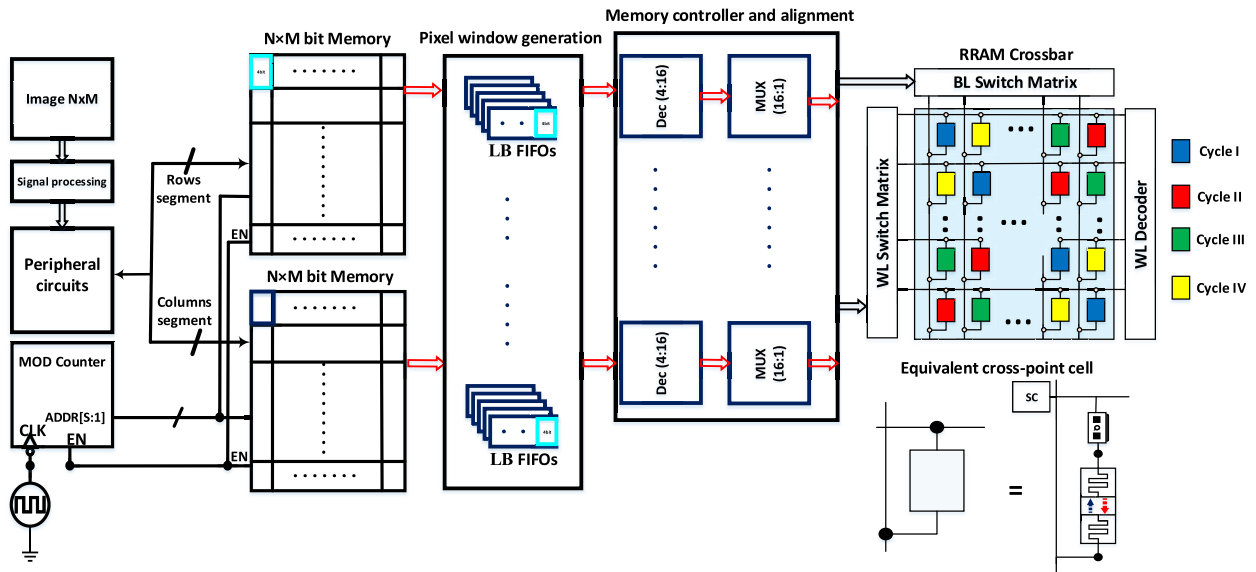 Image NxM
Signal processing
Peripheral
circuits
MOD Counter
ADDR[S:1]
CLK
EN
Rows
segment
Columns
segment
N×M bit Memory
4bit
EN
N×M bit Memory
EN
Pixel window generation
LB FIFOs
LB FIFOs
4bit
Memory controller and alignment
Dec (4:16)
MUX
(16:1)
Dec (4:16)
MUX
(16:1)
RRAM Crossbar
BL Switch Matrix
WL Switch Matrix
WL Decoder
Cycle I
Cycle II
Cycle III
Cycle IV
Equivalent cross-point cell
=
SC
D